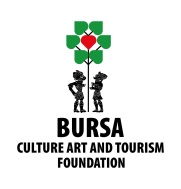 BURSA
CULTURE ART AND TOURISM
FOUNDATION